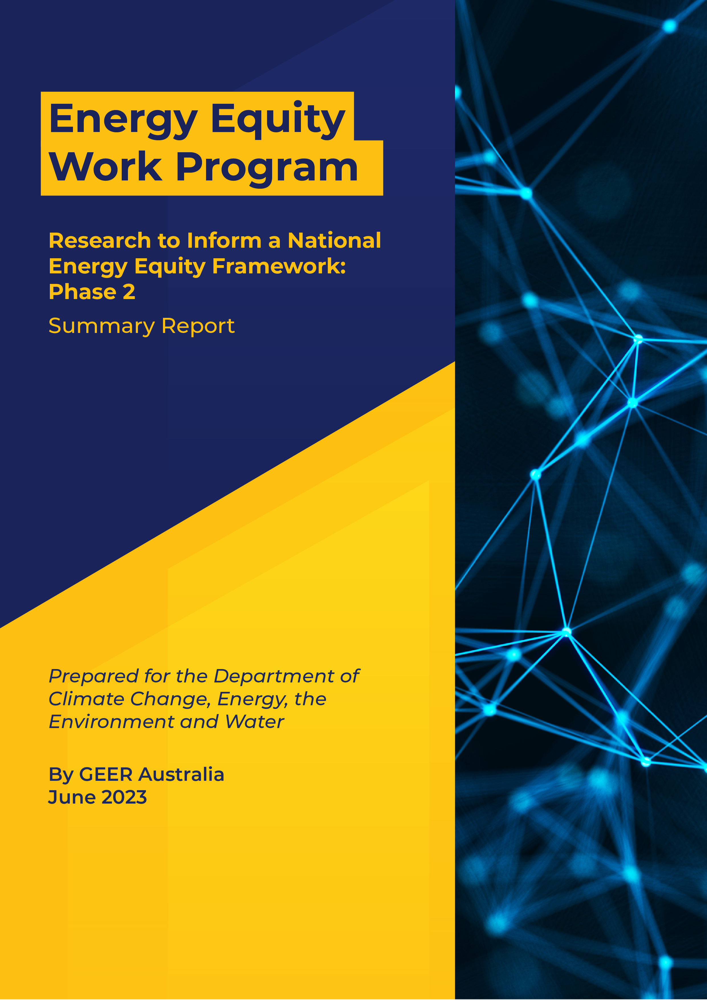 Energy Equity
Work Program
Research to Inform a National
Energy Equity Framework:
Phase 2
Summary Report
Prepared for the Department of
Climate Change, Energy, the
Environment and Water
By GEER Australia
June 2023